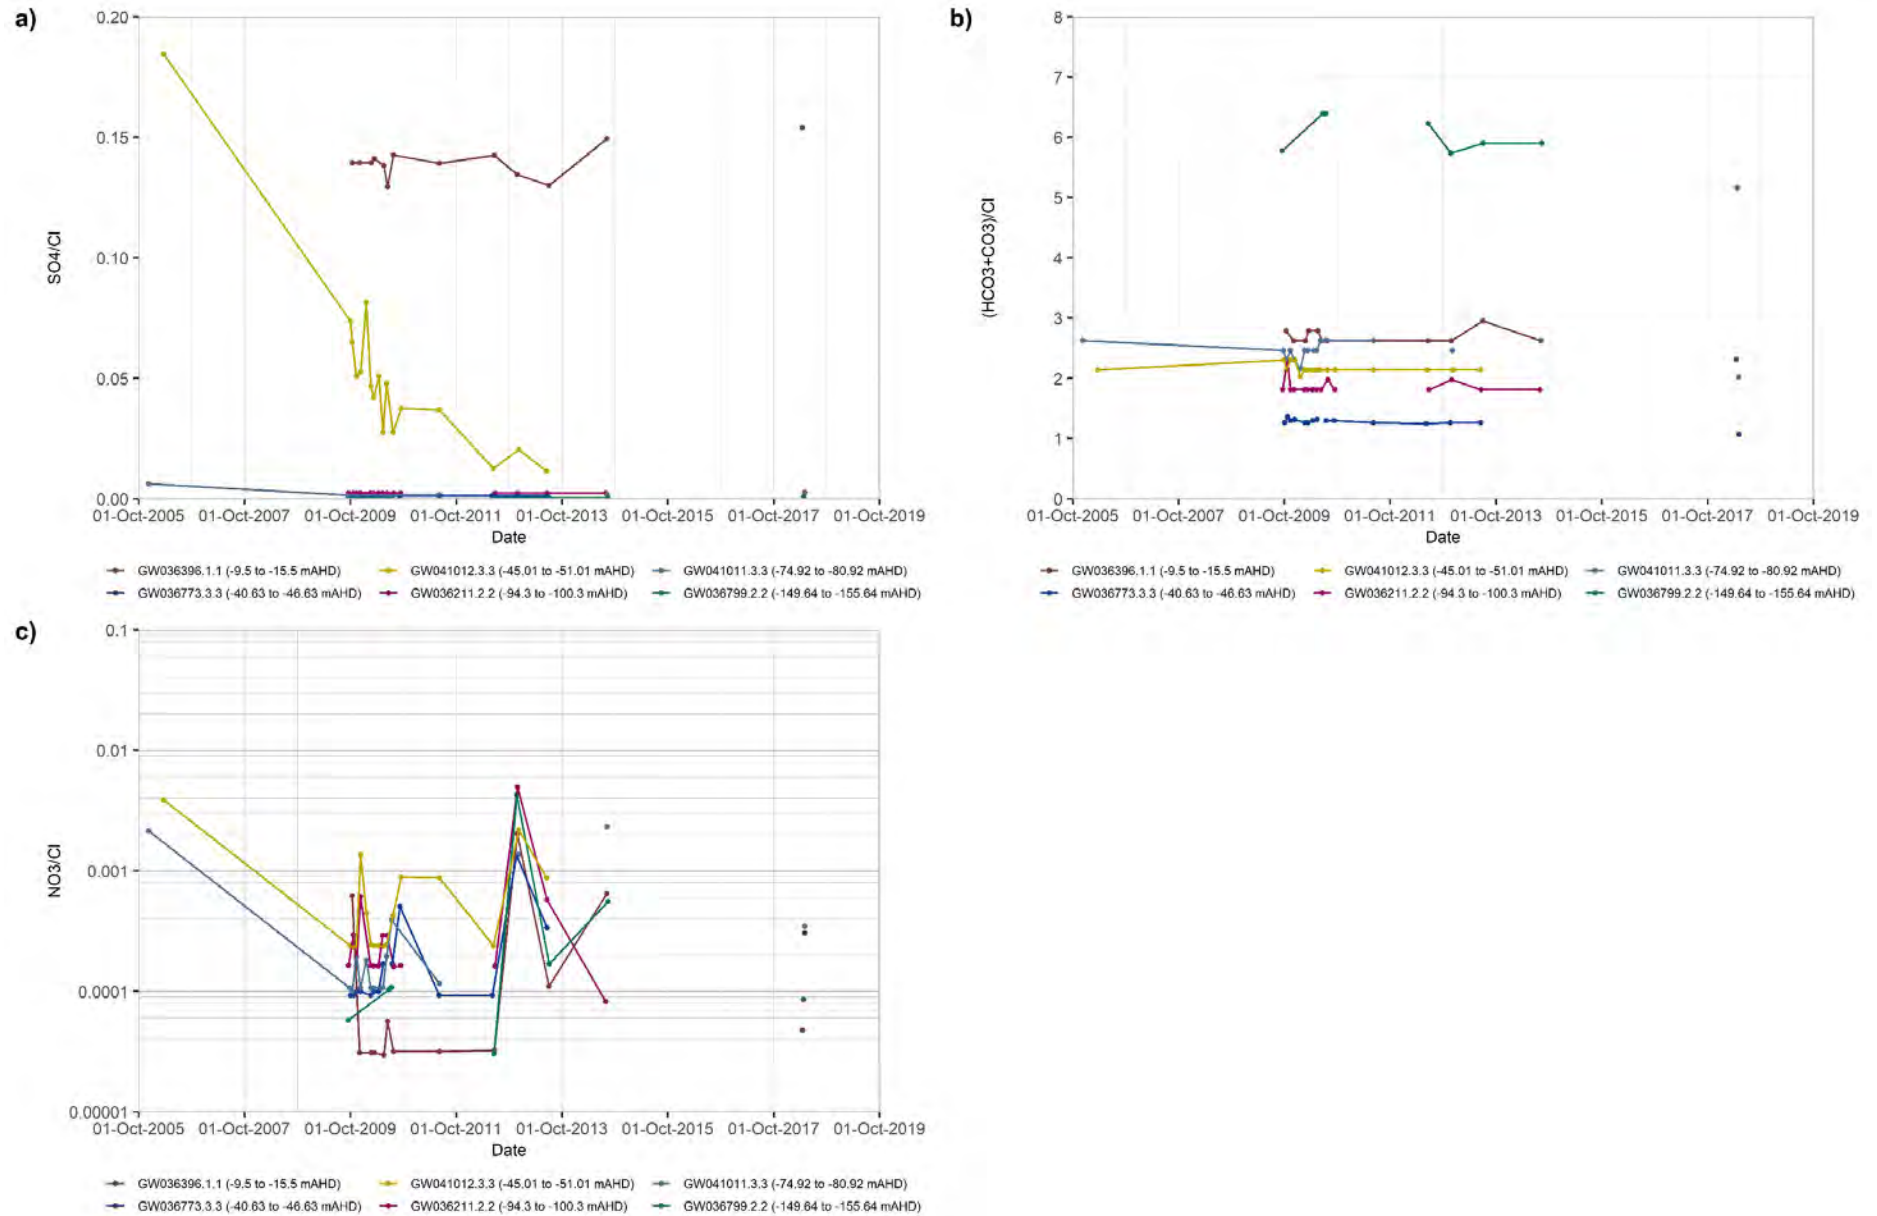 a)
0.20
0.15
0.10
0.05
0.00
SO4/Cl
01-Oct-2005 01-Oct-2007 01-Oct-2009 01-Oct-2011 01-Oct-2013 01-Oct-2015 01-Oct-2017 01-Oct-2019
Date
GW036396.1.1 (-9.5 to -15.5 mAHD) GW041012.3.3 (-45.01 to -51.01 mAHD) GW041011.3.3 (-74.92 to -80.92 mAHD)
GW036773.3.3 (-40.63 to -46.63 mAHD) GW036211.2.2 (-94.3 to -100.3 mAHD) GW036799.2.2 (-149.64 to -155.64 mAHD)
b)
8
7
6
5
4
3
2
1
0
(HCO3+CO3)/Cl
01-Oct-2005 01-Oct-2007 01-Oct-2009 01-Oct-2011 01-Oct-2013 01-Oct-2015 01-Oct-2017 01-Oct-2019
Date
GW036396.1.1 (-9.5 to -15.5 mAHD) GW041012.3.3 (-45.01 to -51.01 mAHD) GW041011.3.3 (-74.92 to -80.92 mAHD)
GW036773.3.3 (-40.63 to -46.63 mAHD) GW036211.2.2 (-94.3 to -100.3 mAHD) GW036799.2.2 (-149.64 to -155.64 mAHD)
c)
0.1
0.01
0.001
0.0001
0.00001
NO3/Cl
01-Oct-2005 01-Oct-2007 01-Oct-2009 01-Oct-2011 01-Oct-2013 01-Oct-2015 01-Oct-2017 01-Oct-2019
Date
GW036396.1.1 (-9.5 to -15.5 mAHD) GW041012.3.3 (-45.01 to -51.01 mAHD) GW041011.3.3 (-74.92 to -80.92 mAHD)
GW036773.3.3 (-40.63 to -46.63 mAHD) GW036211.2.2 (-94.3 to -100.3 mAHD) GW036799.2.2 (-149.64 to -155.64 mAHD)